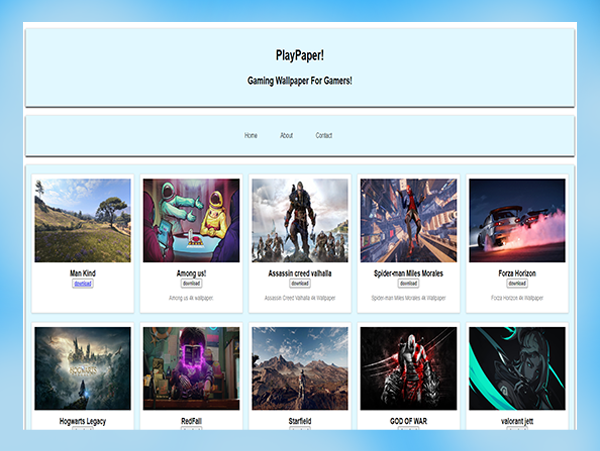 PlayPaper!
Gaming Wallpaper For Gamers!
Home About Contact
Man Kind
download
Among us!
download
Among us 4k wallpaper
Assassin creed valhalla
download
Assassin Creed Valhalla 4k Wallpaper
Spider-man Miles Morales
download
Spider-man Miles Morales 4k Wallpaper
Forza Horizon
download
Forza Horizon 4k Wallpaper
Hogwarts Legacy
RedFall
Starfield
GOD OF WAR
valorant jett